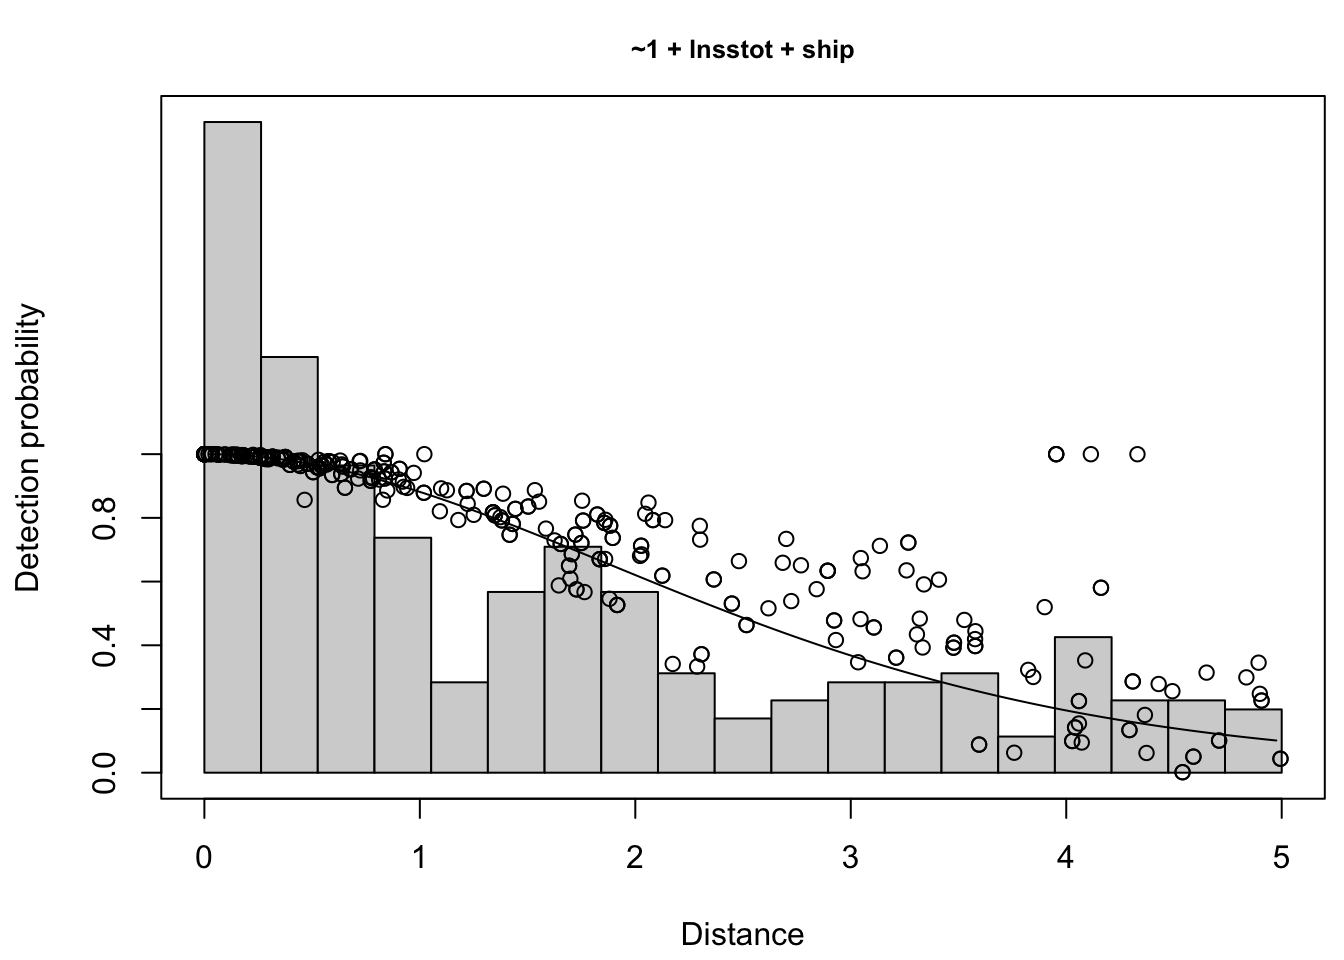 ~1 + lnsstot + ship
Detection probability
0.8
0.4
0.0
0 1 2 3 4 5
Distance